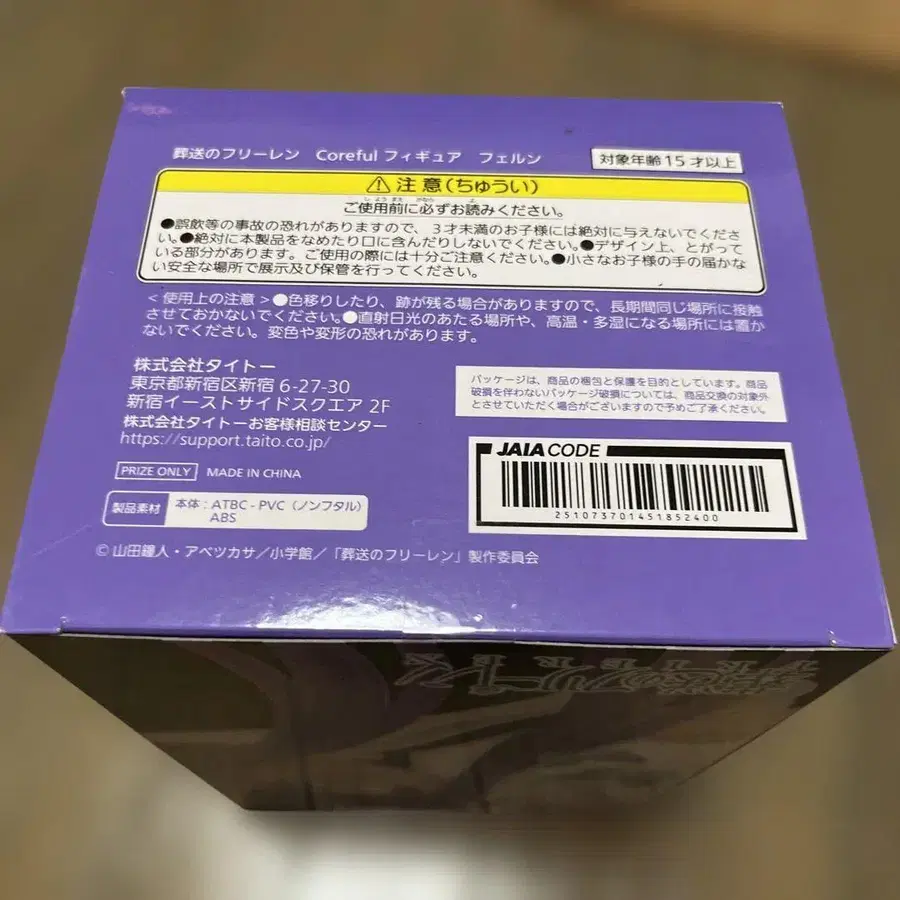 葬送のフリーレン Coreful フィギュア フェルン
対象年齢15才以上
⚠注意(ちゅうい)
ご使用前に必ずお読みください。
●誤飲等の事故の恐れがありますので、3才未満のお子様には絶対に与えないでくださ
い。●絶対に本製品をなめたり口に含んだりしないでください。●デザイン上、とがって
いる部分があります。ご使用の際には十分ご注意ください。●小さなお子様の手の届かな
い安全な場所で展示及び保管を行ってください。
<使用上の注意>●色移りしたり、跡が残る場合がありますので、長期間同じ場所に接触
させておかないでください。●直射日光のあたる場所や、高温・多湿になる場所には置か
ないでください。変色や変形の恐れがあります。
株式会社タイトー
東京都新宿区新宿 6-27-30
新宿イーストサイドスクエア 2F
株式会社タイトーお客様相談センター
https://support.taito.co.jp/
PRIZE ONLY MADE IN CHINA
製品素材 本体:ATBC-PVC(ノンフタル)
ABS
パッケージは、商品の梱包と保護を目的としています。商品
破損を伴わないパッケージ破損については、商品交換の対象外
とさせていただく場合がございますので予めご了承ください。
JAIA CODE
251073701451852400
© 山田鐘人・アベツカサ/小学館/「葬送のフリーレン」製作委員会
葬送のフリーレン